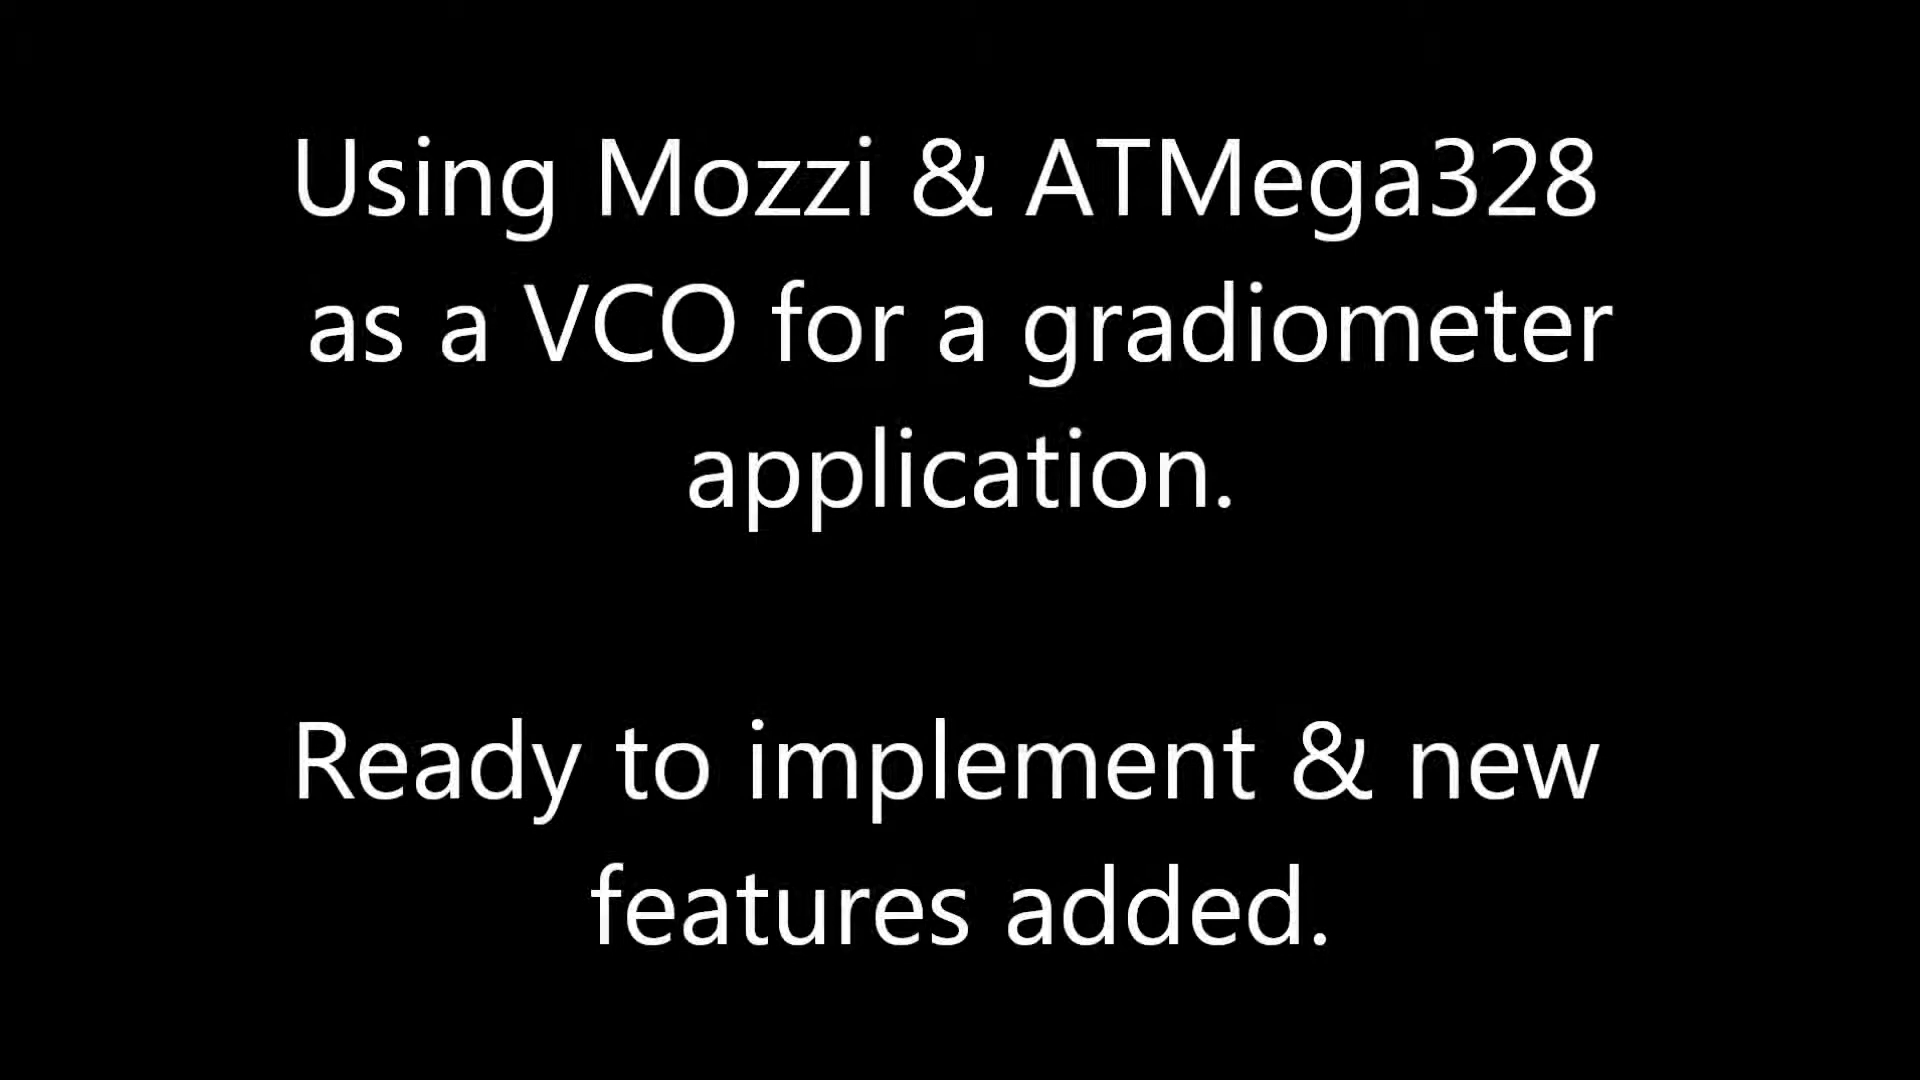 Using Mozzi & ATMega328
as a VCO for a gradiometer
application.
Ready to implement & new
features added.